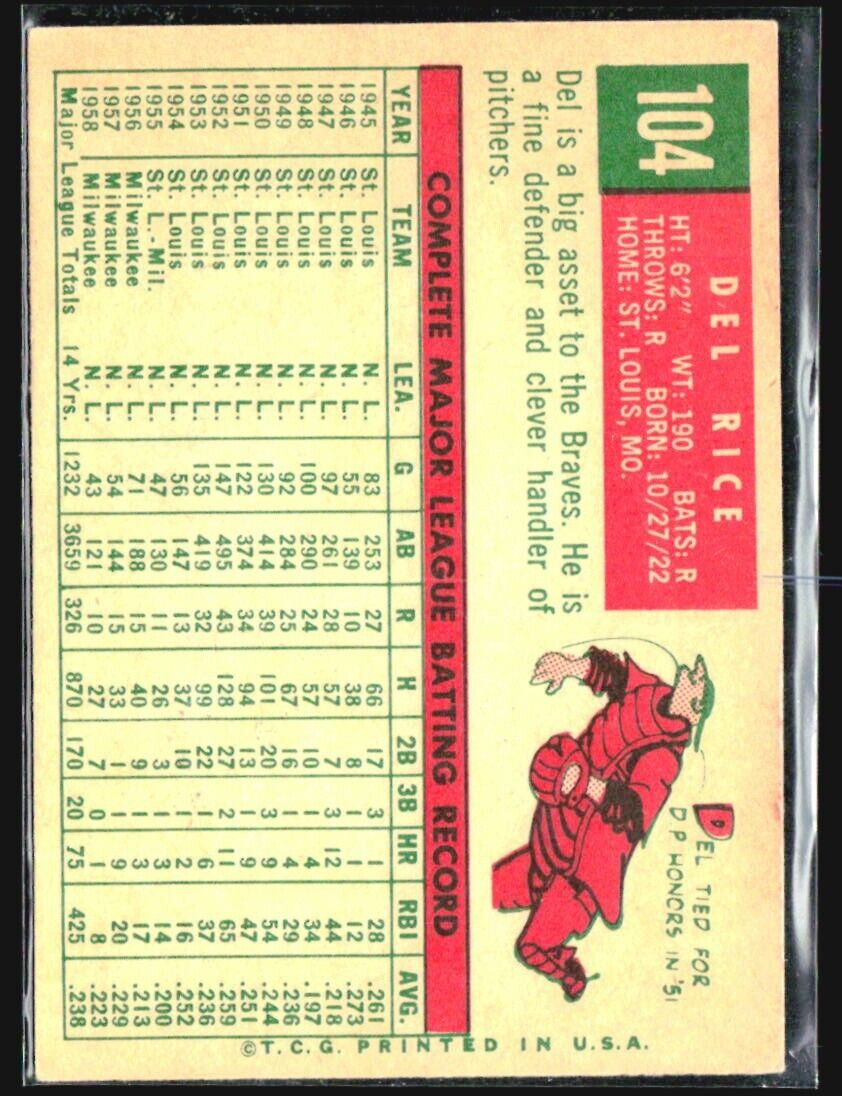 104
DEL RICE
HT: 6'2" WT: 190 BATS: R
THROWS: R BORN: 10/27/22
HOME: ST. LOUIS, MO.
Del is a big asset to the Braves. He is
a fine defender and clever handler of
pitchers.
DEL TIED FOR
DP HONORS IN '51
COMPLETE MAJOR LEAGUE BATTING RECORD
YEAR TEAM LEA. G AB R H 2B 3B HR RBI AVG.
1945 St. Louis N. L. 83 253 27 66 17 3 1 28 .261
1946 St. Louis N. L. 55 139 10 38 8 1 1 12 .273
1947 St. Louis N. L. 97 261 28 57 7 3 12 44 .218
1948 St. Louis N. L. 100 290 24 57 10 1 4 34 .197
1949 St. Louis N. L. 92 284 25 67 16 1 4 29 .236
1950 St. Louis N. L. 130 414 39 101 20 3 9 54 .244
1951 St. Louis N. L. 122 374 34 94 13 1 9 47 .251
1952 St. Louis N. L. 147 495 43 128 27 2 11 65 .259
1953 St. Louis N. L. 135 419 32 99 22 1 6 37 .236
1954 St. Louis N. L. 56 147 13 37 10 1 2 16 .252
1955 St. L.-Mil. N. L. 47 130 11 26 3 1 3 14 .200
1956 Milwaukee N. L. 71 188 15 40 9 1 3 17 .213
1957 Milwaukee N. L. 54 144 15 33 1 1 9 20 .229
1958 Milwaukee N. L. 43 121 10 27 7 0 1 8 .223
Major League Totals 14 Yrs. 1232 3659 326 870 170 20 75 425 .238
© T. C. G. PRINTED IN U.S.A.